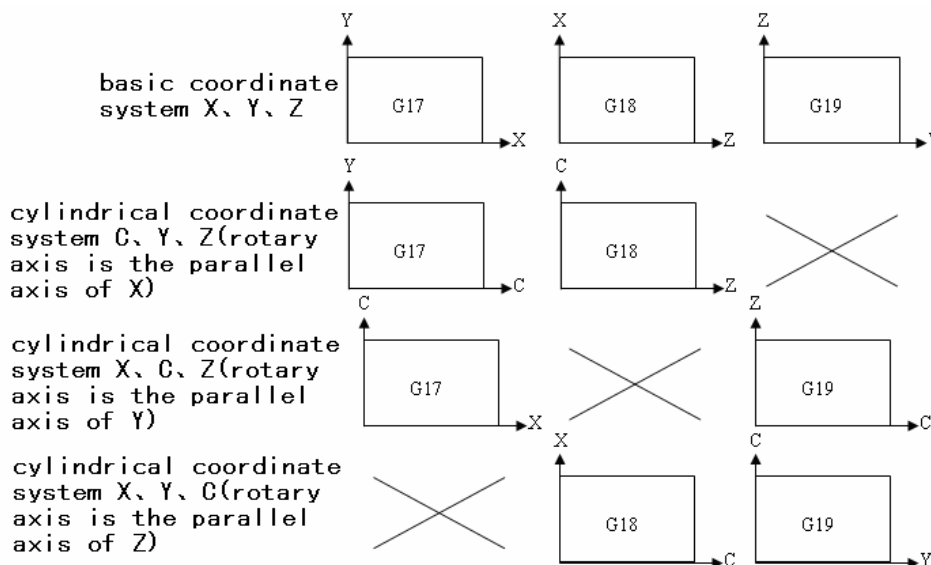 Y X Z
basic coordinate
system X、Y、Z
G17 G18 G19
X Z
Y C
cylindrical coordinate
system C、Y、Z(rotary
axis is the parallel
axis of X)
G17 G18
C Z
C Z
cylindrical coordinate
system X、C、Z(rotary
axis is the parallel
axis of Y)
G17 G19
X C
X C
cylindrical coordinate
system X、Y、C(rotary
axis is the parallel
axis of Z)
G18 G19
C Y